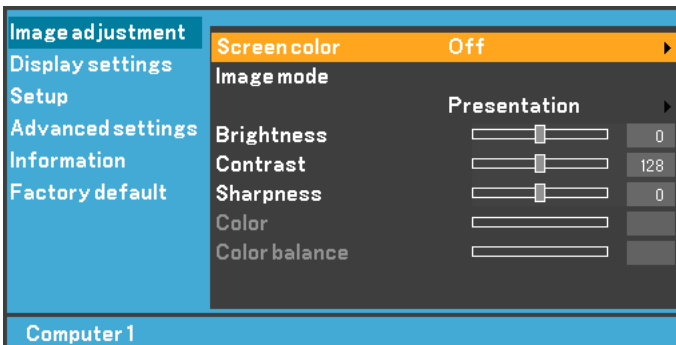 Image adjustment
Display settings
Setup
Advanced settings
Information
Factory default
Screen color Off
Image mode
Presentation
Brightness 0
Contrast 128
Sharpness 0
Color
Color balance
Computer 1